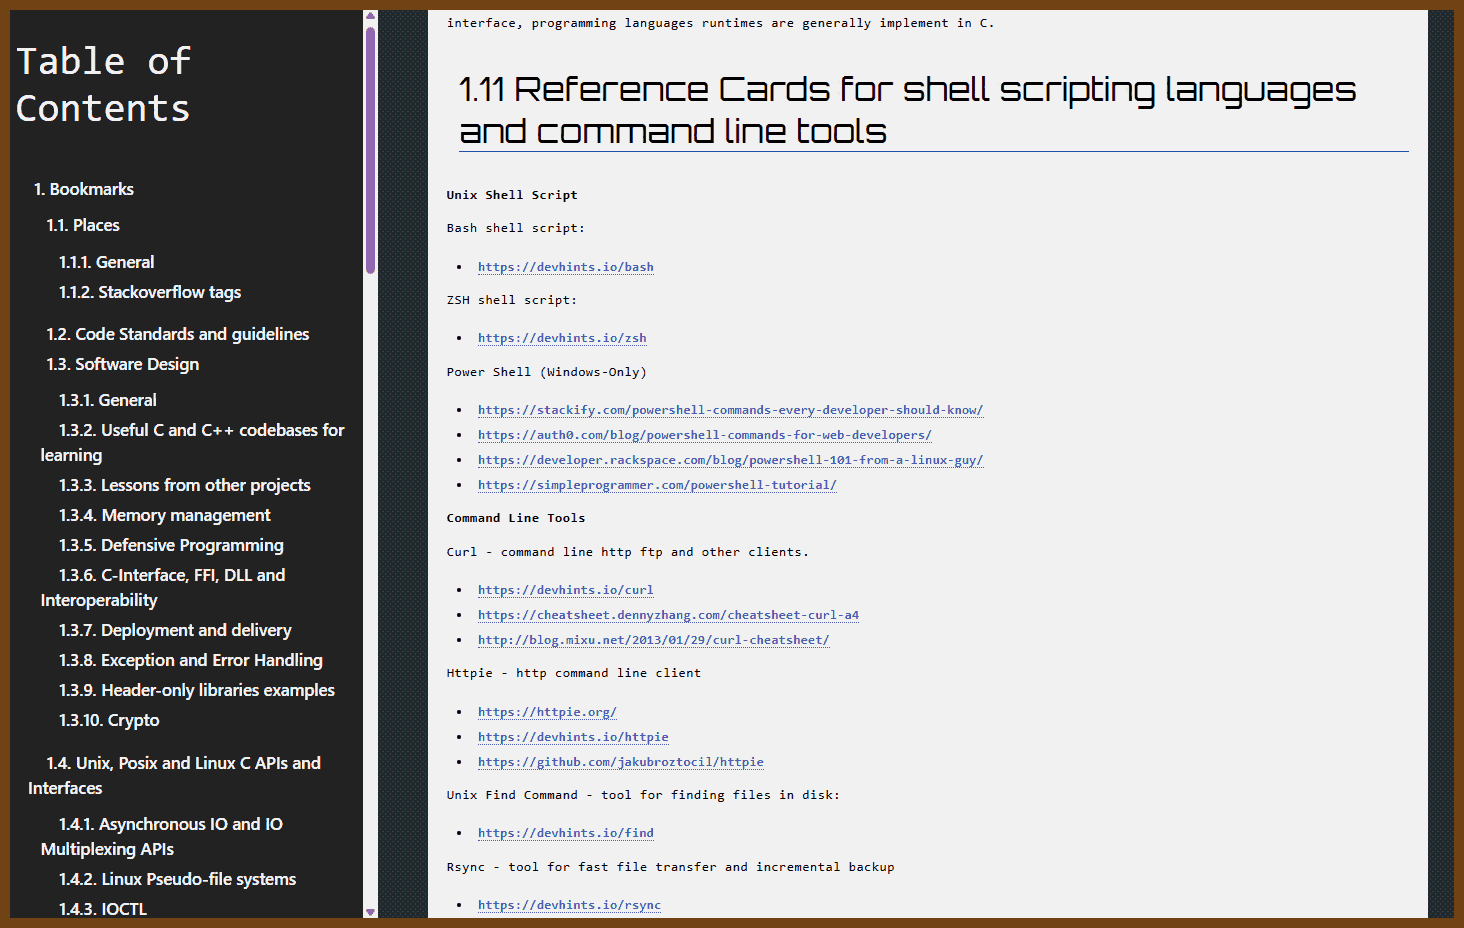 Table of
Contents
1. Bookmarks
1.1. Places
1.1.1. General
1.1.2. Stackoverflow tags
1.2. Code Standards and guidelines
1.3. Software Design
1.3.1. General
1.3.2. Useful C and C++ codebases for
learning
1.3.3. Lessons from other projects
1.3.4. Memory management
1.3.5. Defensive Programming
1.3.6. C-Interface, FFI, DLL and
Interoperability
1.3.7. Deployment and delivery
1.3.8. Exception and Error Handling
1.3.9. Header-only libraries examples
1.3.10. Crypto
1.4. Unix, Posix and Linux C APIs and
Interfaces
1.4.1. Asynchronous IO and IO
Multiplexing APIs
1.4.2. Linux Pseudo-file systems
1.4.3. IOCTL
interface, programming languages runtimes are generally implement in C.
1.11 Reference Cards for shell scripting languages
and command line tools
Unix Shell Script
Bash shell script:
https://devhints.io/bash
ZSH shell script:
https://devhints.io/zsh
Power Shell (Windows-Only)
https://stackify.com/powershell-commands-every-developer-should-know/
https://auth0.com/blog/powershell-commands-for-web-developers/
https://developer.rackspace.com/blog/powershell-101-from-a-linux-guy/
https://simpleprogrammer.com/powershell-tutorial/
Command Line Tools
Curl - command line http ftp and other clients.
https://devhints.io/curl
https://cheatsheet.dennyzhang.com/cheatsheet-curl-a4
http://blog.mixu.net/2013/01/29/curl-cheatsheet/
Httpie - http command line client
https://httpie.org/
https://devhints.io/httpie
https://github.com/jakubroztocil/httpie
Unix Find Command - tool for finding files in disk:
https://devhints.io/find
Rsync - tool for fast file transfer and incremental backup
https://devhints.io/rsync